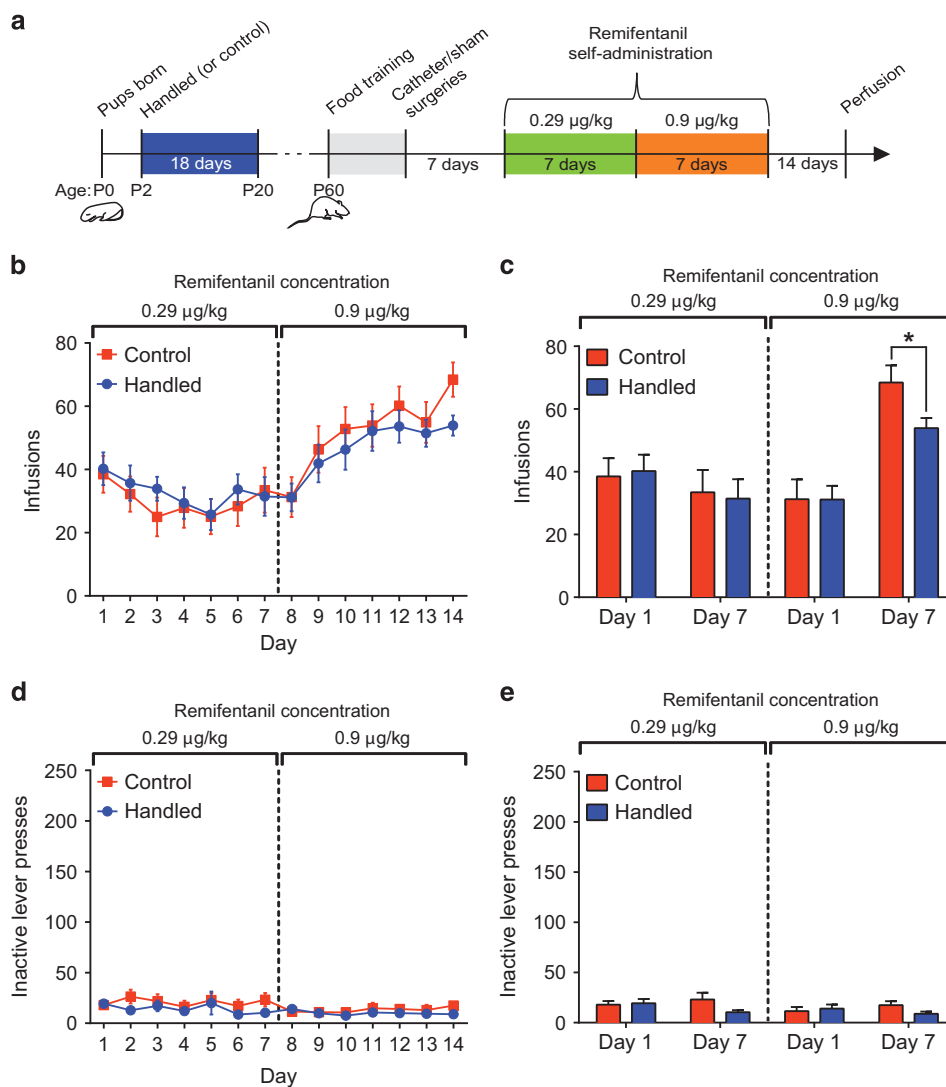 a
Pups born
Handled (or control)
Food training
Catheter/sham
surgeries
Remifentanil
self-administration
Perfusion
0.29 µg/kg
0.9 µg/kg
18 days
7 days
7 days
7 days
14 days
Age:P0
P2
P20
P60
b
Remifentanil concentration
0.29 µg/kg
0.9 µg/kg
80
60
40
20
0
Infusions
Control
Handled
1 2 3 4 5 6 7 8 9 10 11 12 13 14
Day
c
Remifentanil concentration
0.29 µg/kg
0.9 µg/kg
80
60
40
20
0
Infusions
Control
Handled
*
Day 1
Day 7
Day 1
Day 7
d
Remifentanil concentration
0.29 µg/kg
0.9 µg/kg
250
200
150
100
50
0
Inactive lever presses
Control
Handled
1 2 3 4 5 6 7 8 9 10 11 12 13 14
Day
e
Remifentanil concentration
0.29 µg/kg
0.9 µg/kg
250
200
150
100
50
0
Inactive lever presses
Control
Handled
Day 1
Day 7
Day 1
Day 7